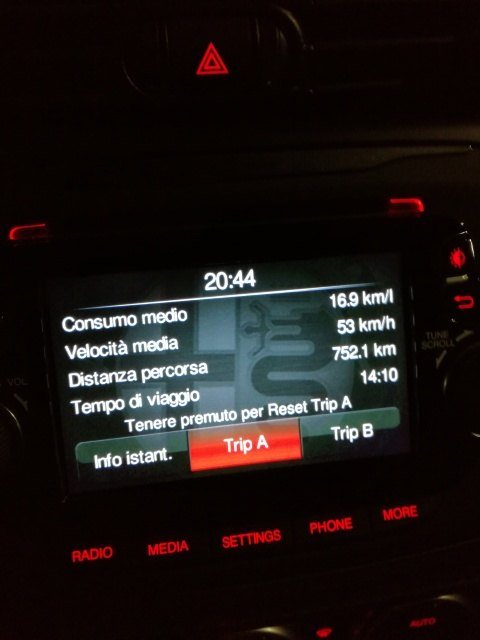 20:44
Consumo medio 16.9 km/l
Velocità media 53 km/h
Distanza percorsa 752.1 km
Tempo di viaggio 14:10
Tenere premuto per Reset Trip A
Info istant. Trip A Trip B
VOL
TUNE
SCROLL
RADIO MEDIA SETTINGS PHONE MORE
AUTO